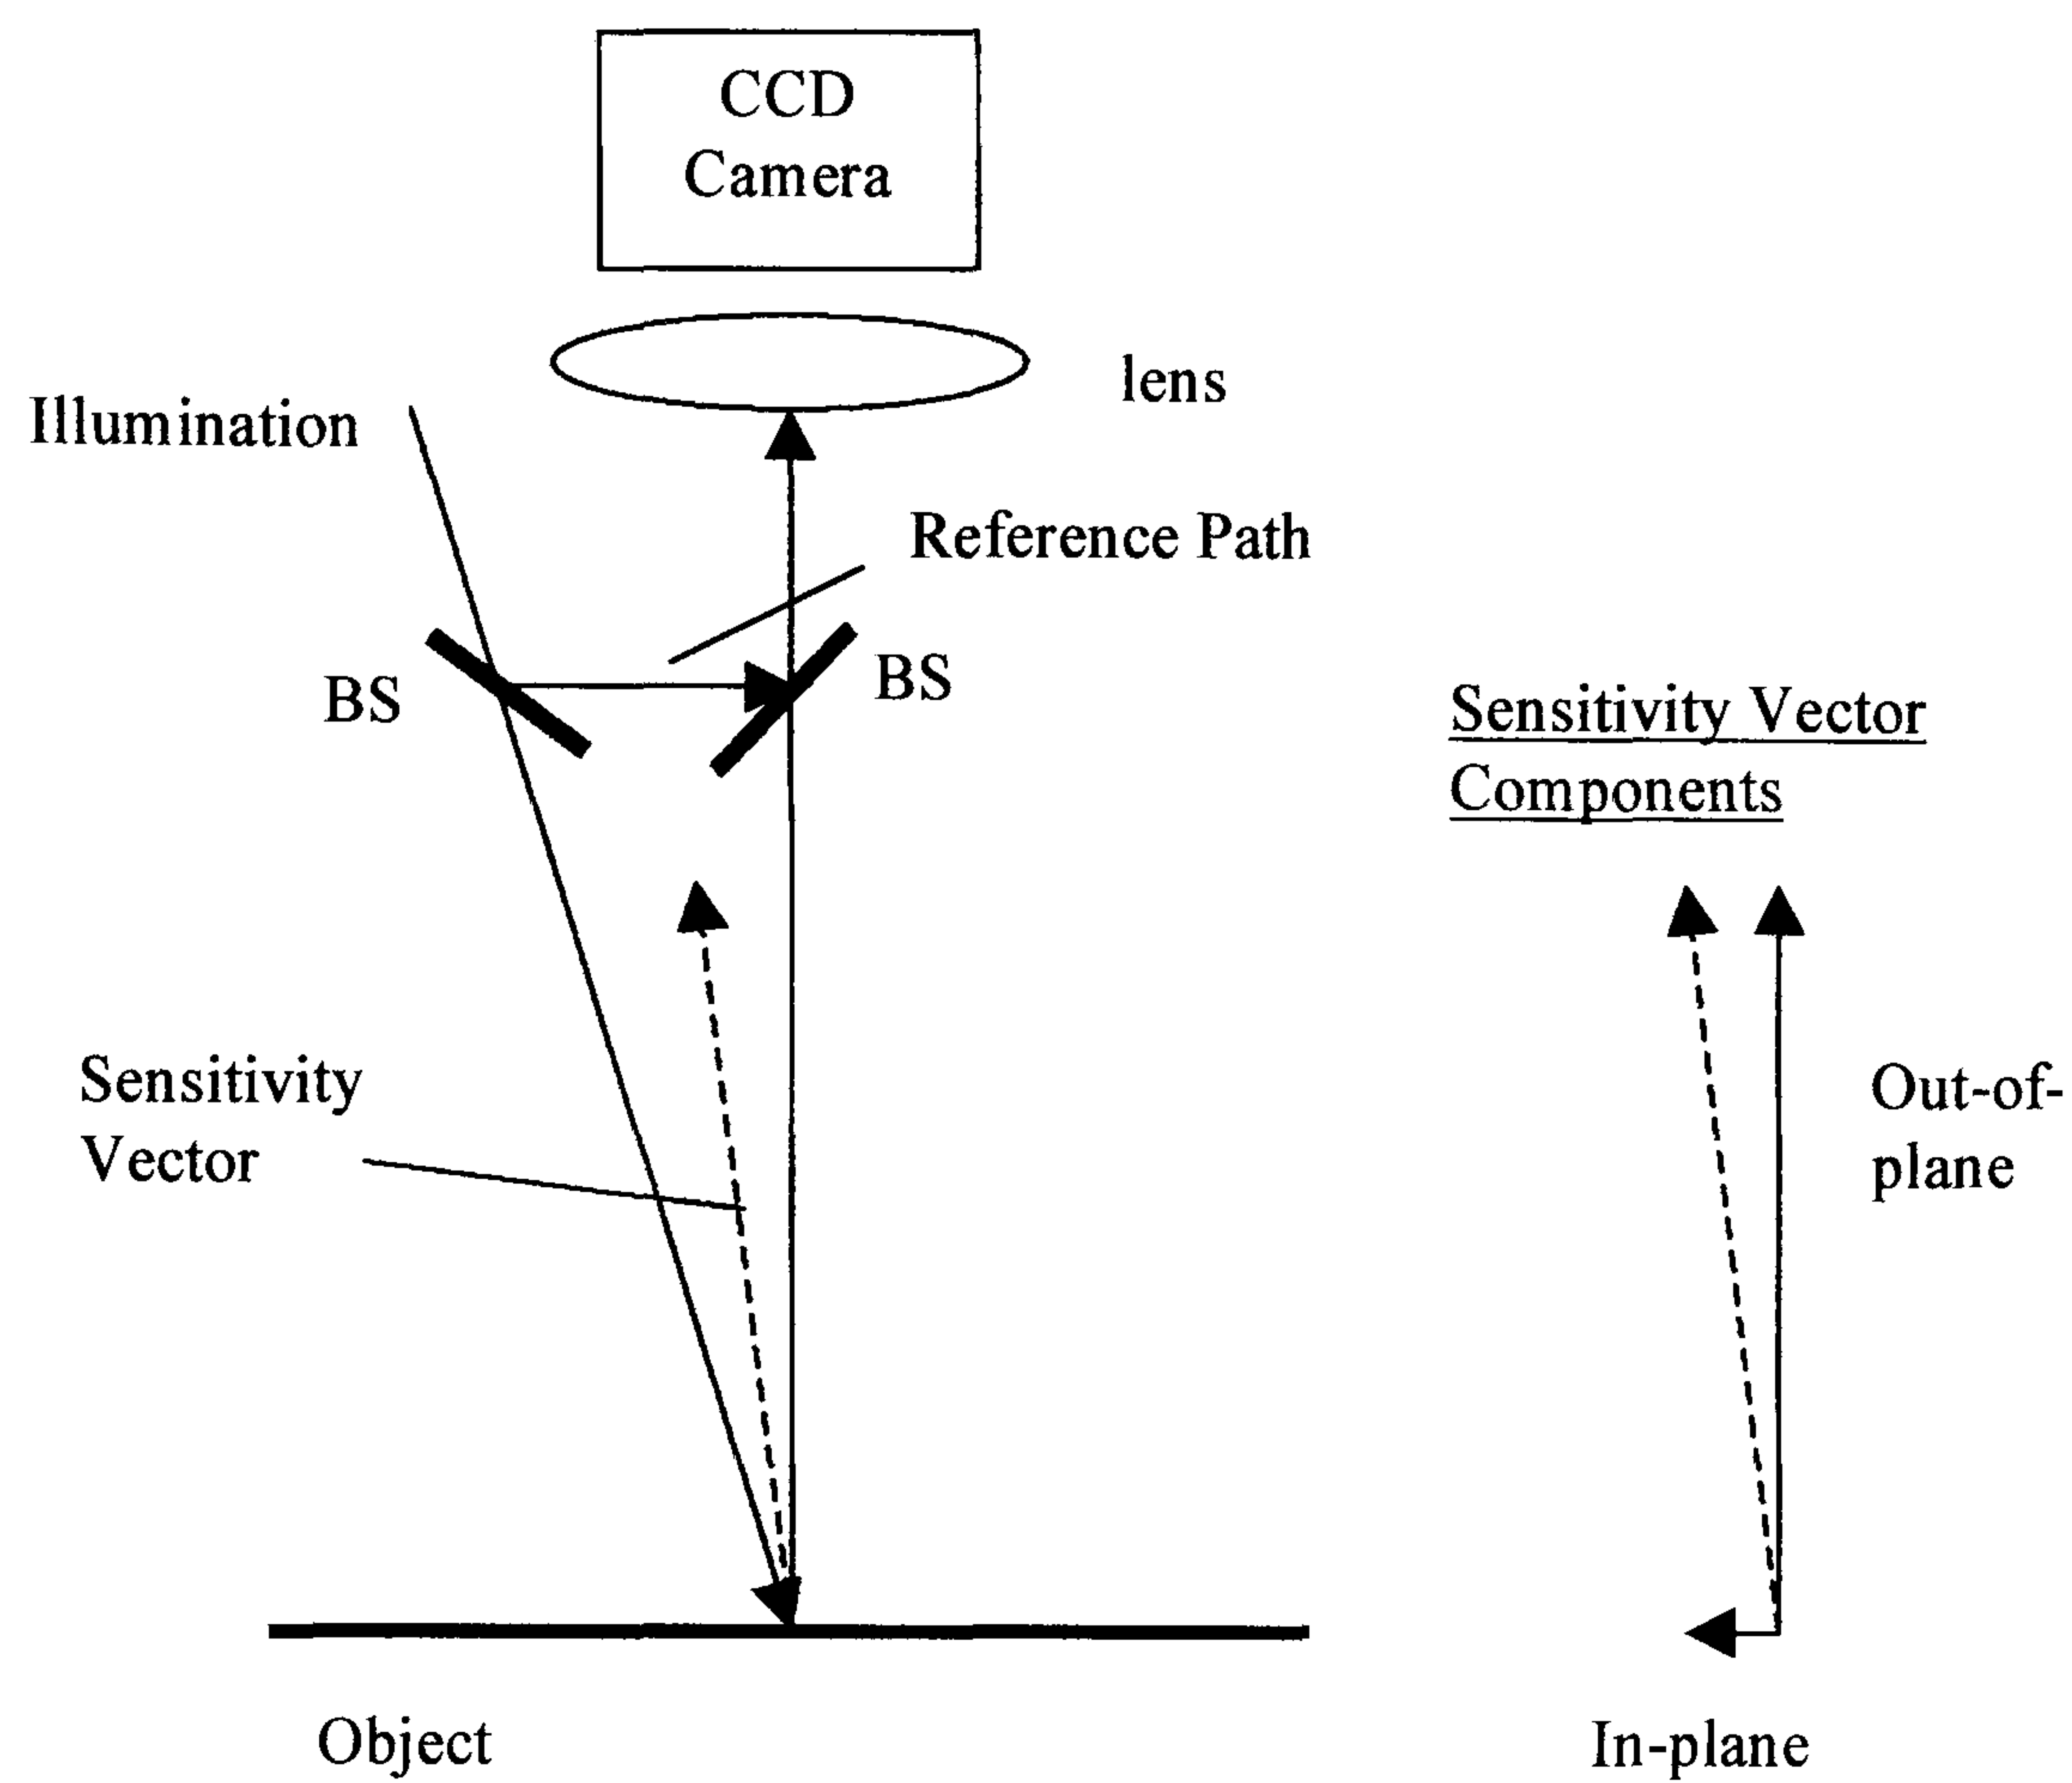 CCD
Camera
lens
Illumination
Reference Path
BS
BS
Sensitivity Vector
Components
Sensitivity
Vector
Out-of-
plane
Object
In-plane